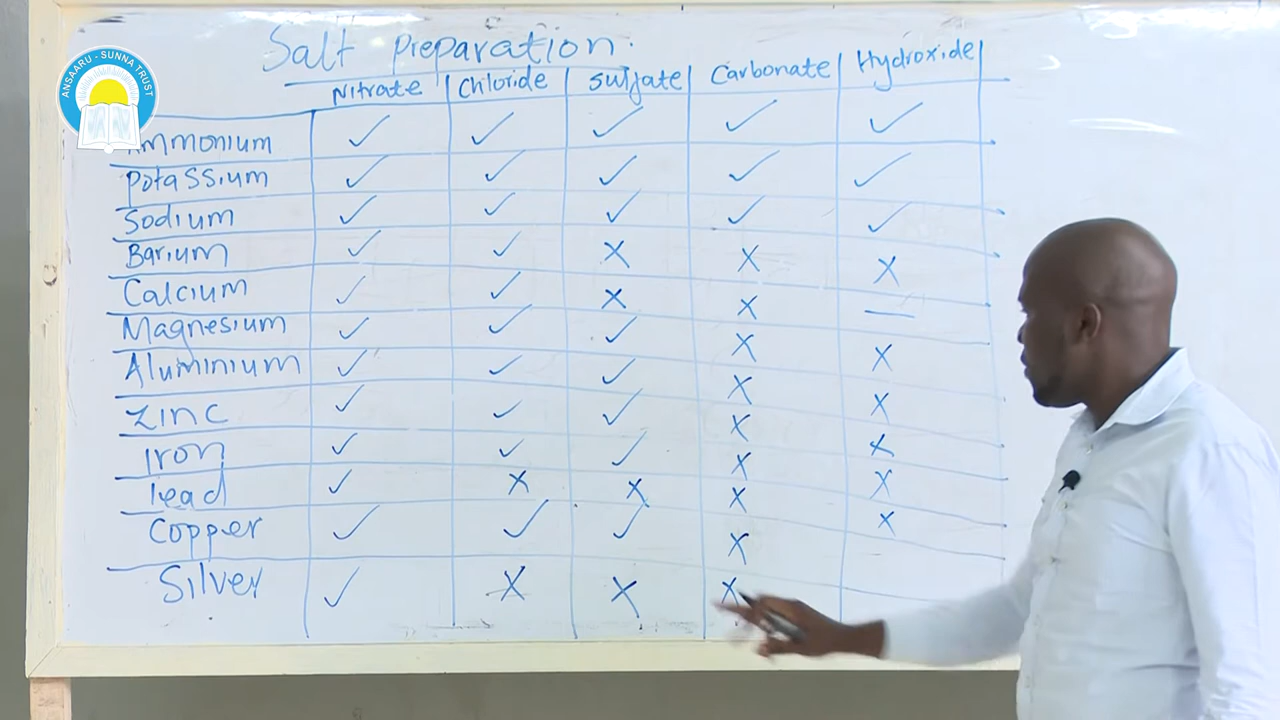 ANSAARU - SUNNA TRUST
Salt Preparation.
Nitrate Chloride Sulfate Carbonate Hydroxide
Ammonium ✓ ✓ ✓ ✓ ✓
Potassium ✓ ✓ ✓ ✓ ✓
Sodium ✓ ✓ ✓ ✓ ✓
Barium ✓ ✓ X X X
Calcium ✓ ✓ X X —
Magnesium ✓ ✓ ✓ X X
Aluminium ✓ ✓ ✓ X X
Zinc ✓ ✓ ✓ X X
Iron ✓ ✓ ✓ X X
Lead ✓ X X X X
Copper ✓ ✓ ✓ X
Silver ✓ X X X